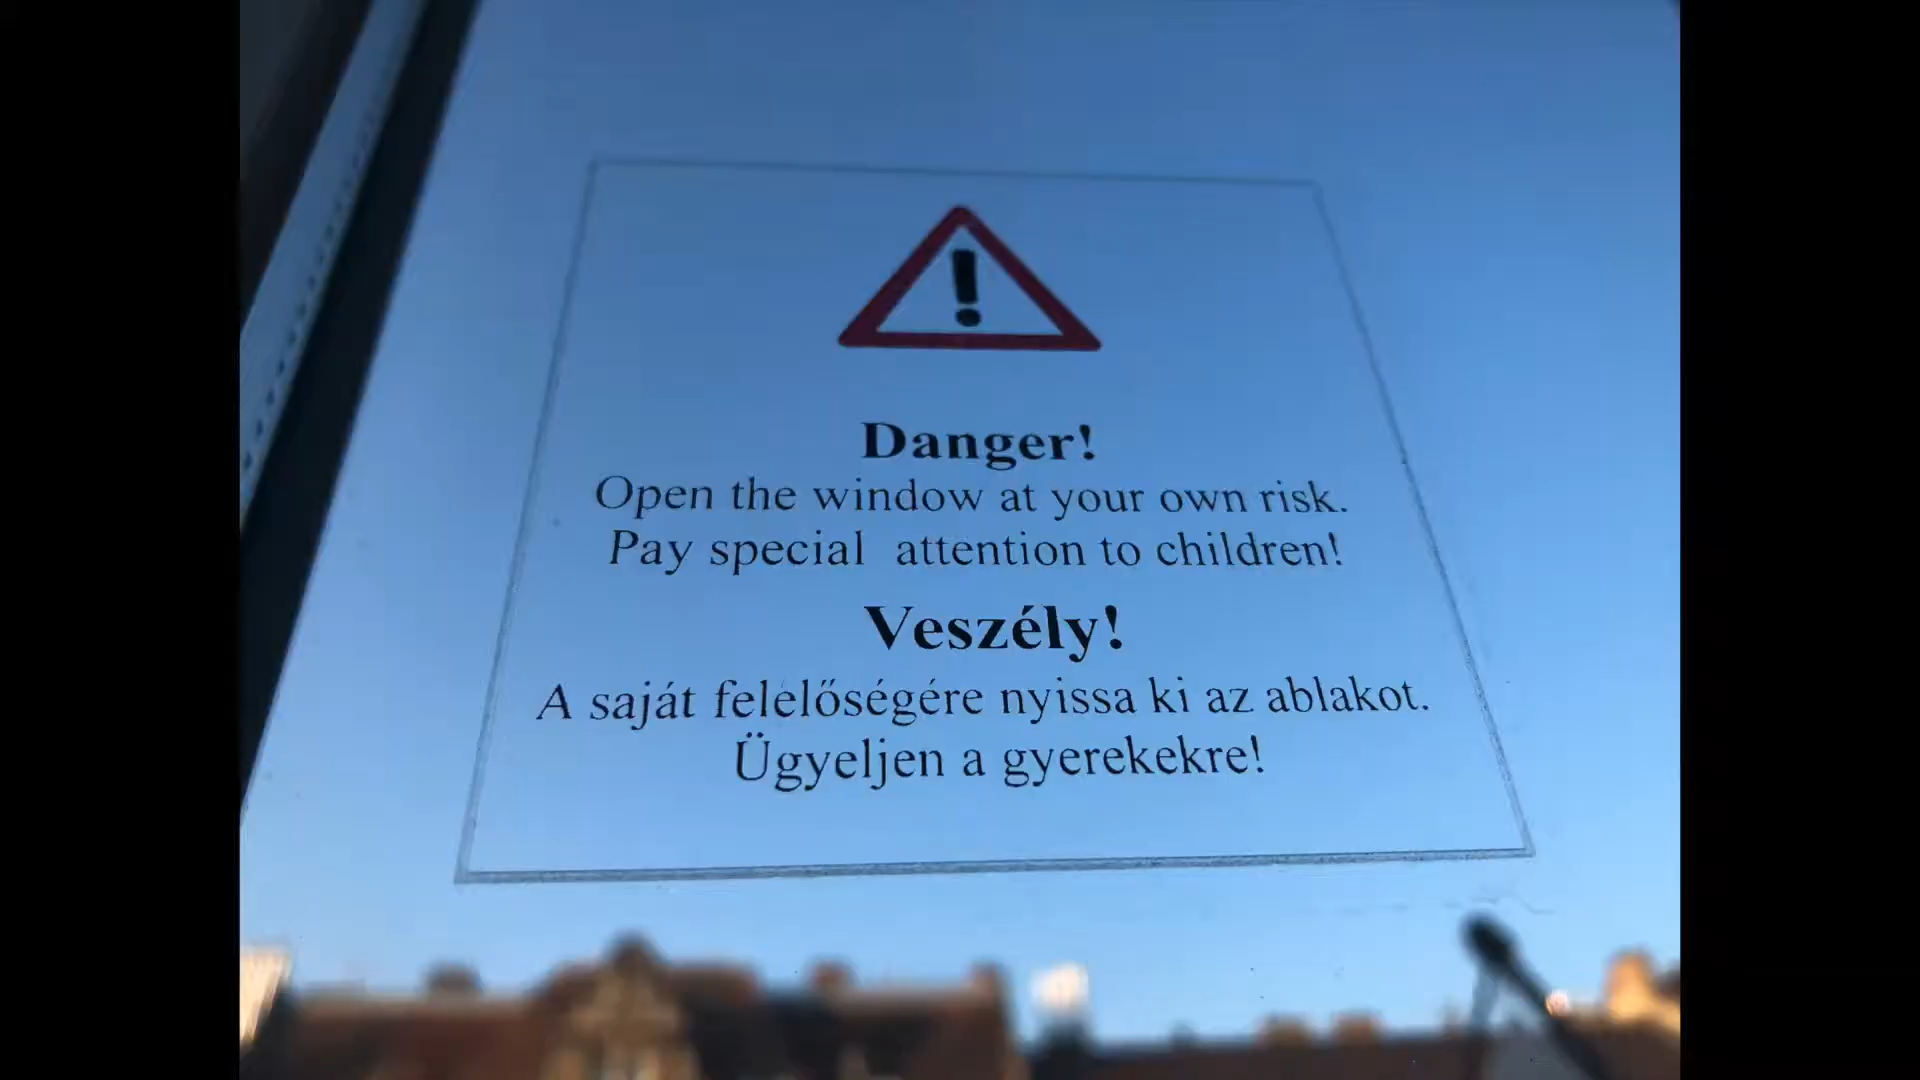 Danger!
Open the window at your own risk.
Pay special attention to children!
Veszély!
A saját felelőségére nyissa ki az ablakot.
Ügyeljen a gyerekekre!